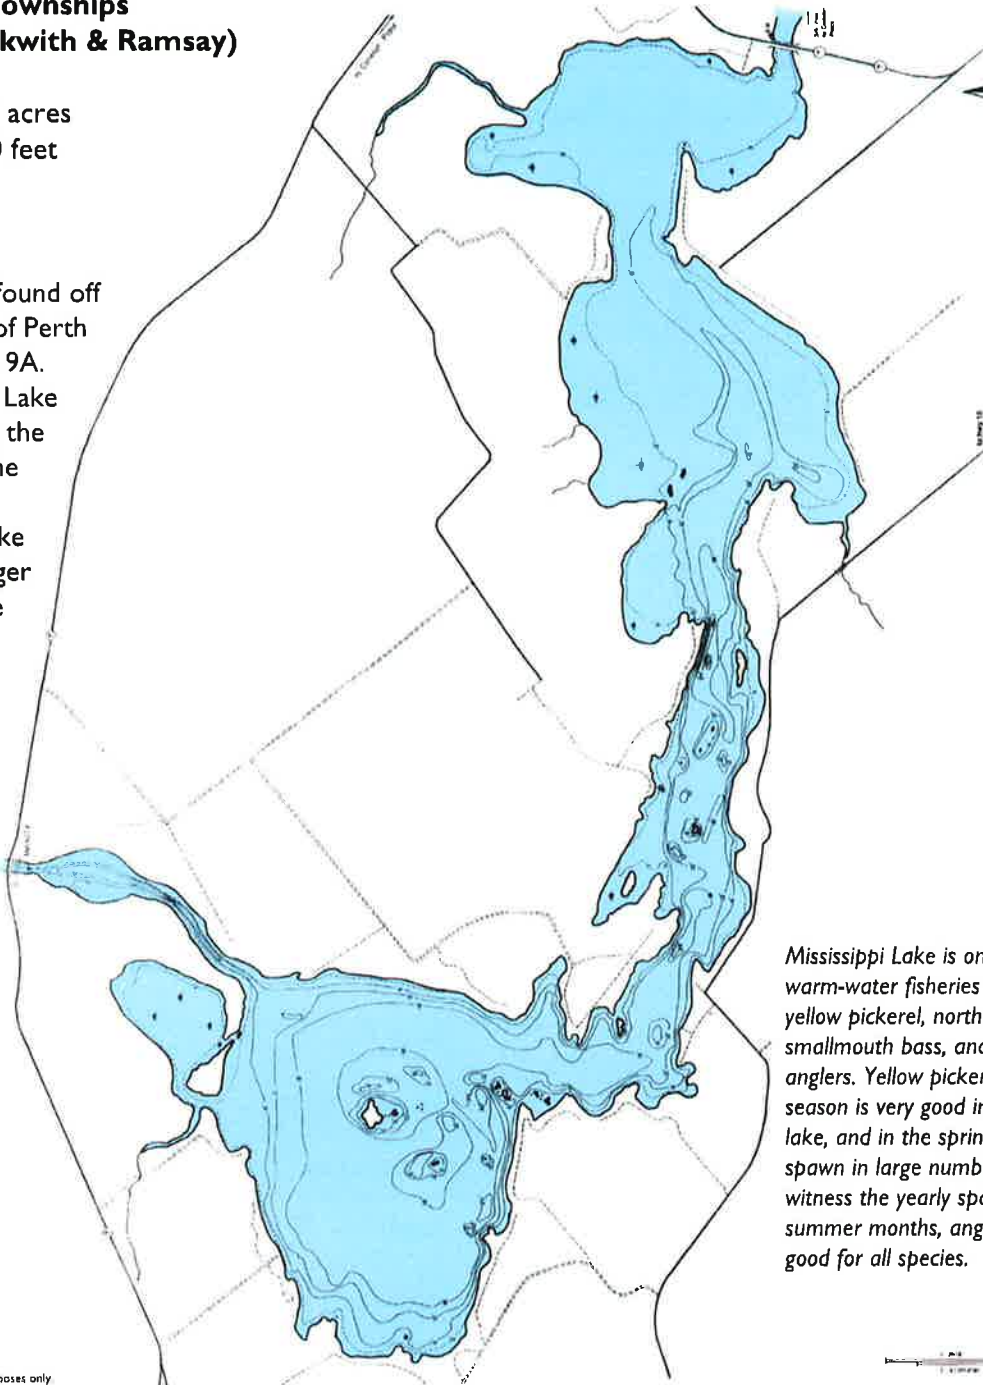 ownships
kwith & Ramsay)
acres
feet
found off
of Perth
9A.
Lake
the
ne
ke
ger
e
Mississippi Lake is on
warm-water fisheries
yellow pickerel, north
smallmouth bass, and
anglers. Yellow picker
season is very good in
lake, and in the sprin
spawn in large numb
witness the yearly spa
summer months, ang
good for all species.
poses only